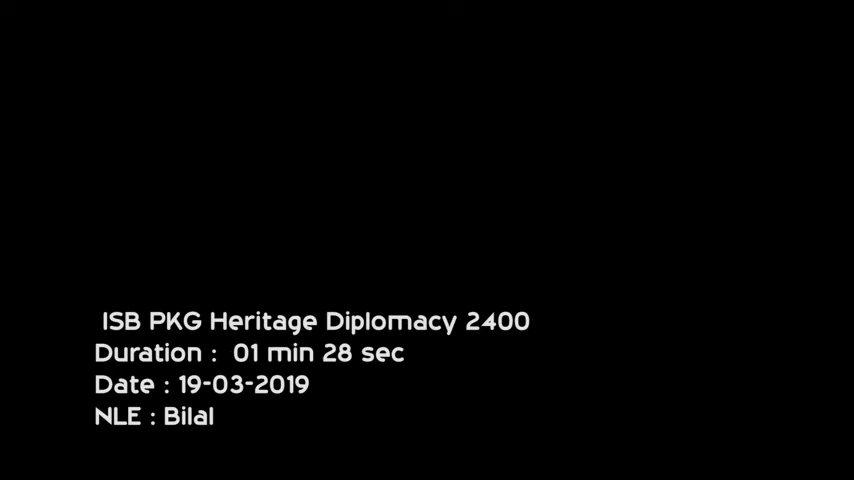 ISB PKG Heritage Diplomacy 2400
Duration :  01 min 28 sec
Date : 19-03-2019
NLE : Bilal